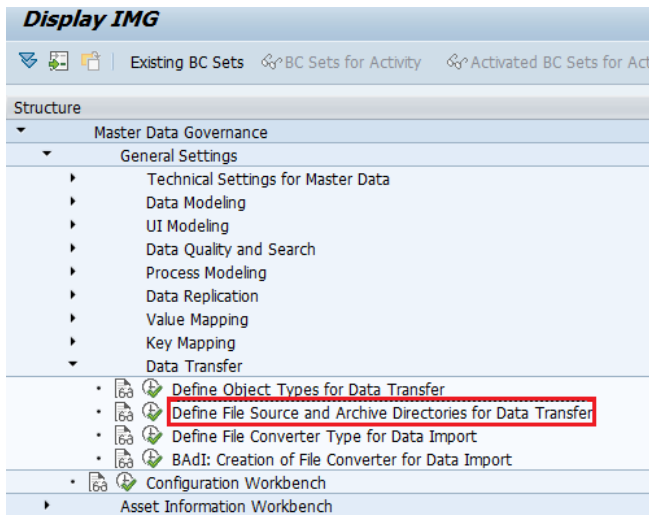 Display IMG
Existing BC Sets BC Sets for Activity Activated BC Sets for Act
Structure
Master Data Governance
General Settings
Technical Settings for Master Data
Data Modeling
UI Modeling
Data Quality and Search
Process Modeling
Data Replication
Value Mapping
Key Mapping
Data Transfer
Define Object Types for Data Transfer
Define File Source and Archive Directories for Data Transfer
Define File Converter Type for Data Import
BAdI: Creation of File Converter for Data Import
Configuration Workbench
Asset Information Workbench